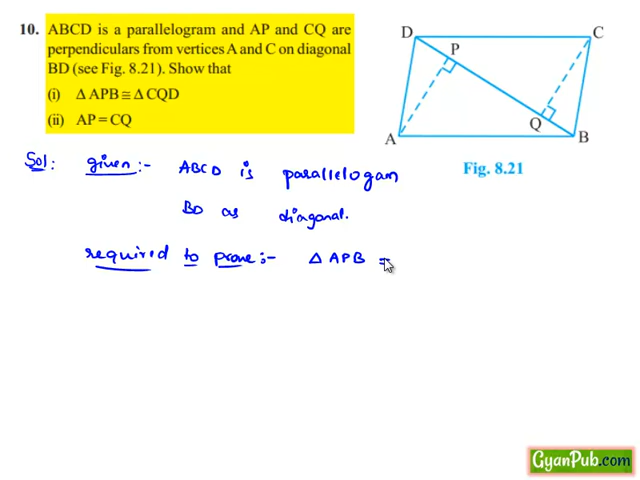 10. ABCD is a parallelogram and AP and CQ are
perpendiculars from vertices A and C on diagonal
BD (see Fig. 8.21). Show that
(i) Δ APB ≅ Δ CQD
(ii) AP = CQ
D
C
P
Q
A
B
Fig. 8.21
Sol: given :- ABCD is parallelogam
BD as diagonal.
required to prove :- Δ APB =
GyanPub.com